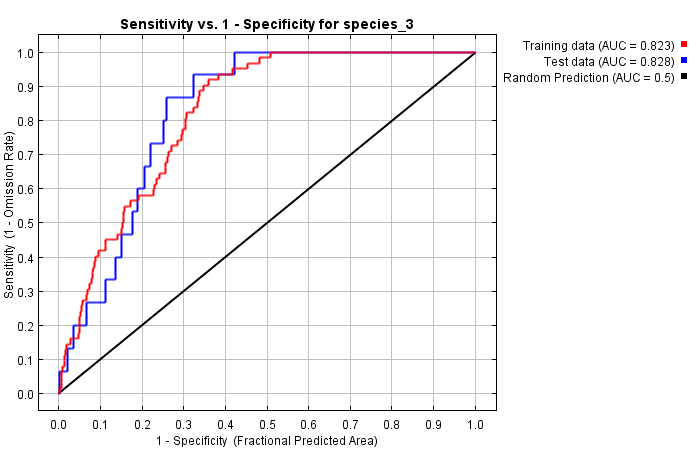 Sensitivity vs. 1 - Specificity for species_3
Training data (AUC = 0.823)
Test data (AUC = 0.828)
Random Prediction (AUC = 0.5)
Sensitivity (1 - Omission Rate)
1.0
0.9
0.8
0.7
0.6
0.5
0.4
0.3
0.2
0.1
0.0
0.0 0.1 0.2 0.3 0.4 0.5 0.6 0.7 0.8 0.9 1.0
1 - Specificity (Fractional Predicted Area)